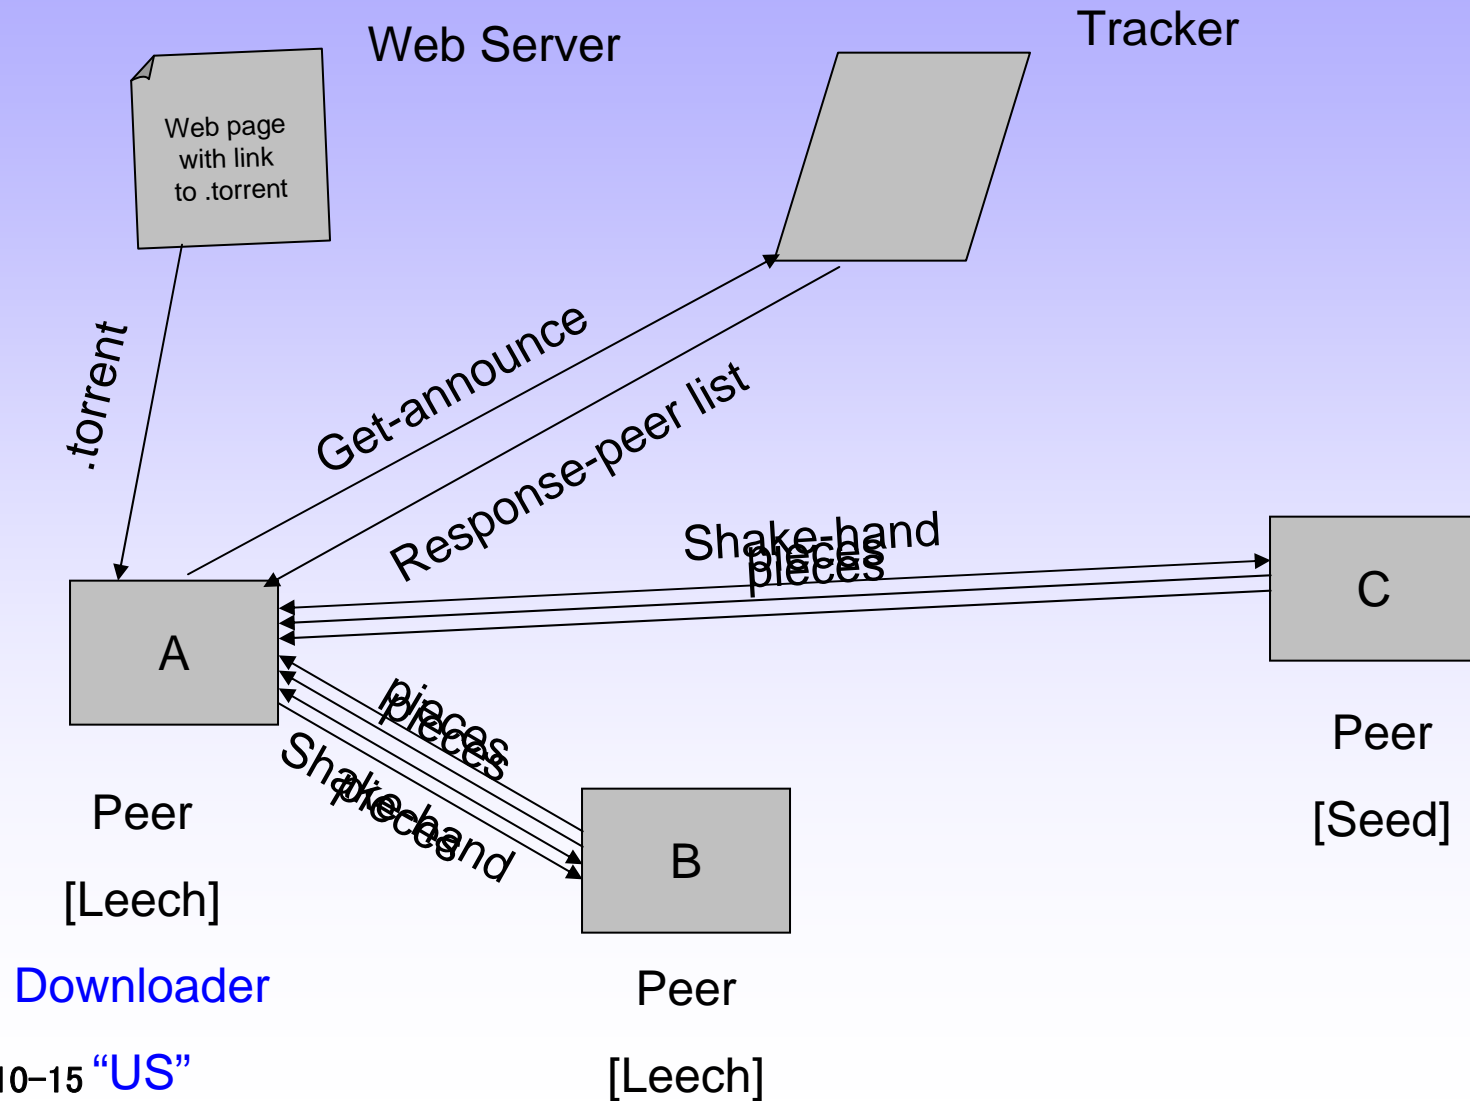 Web Server
Tracker
Web page
with link
to .torrent
.torrent
Get-announce
Response-peer list
Shake-hand
pieces
pieces
C
A
pieces
pieces
Shake-hand
pieces
B
Peer
[Seed]
Peer
[Leech]
Downloader
“US”
Peer
[Leech]
10-15